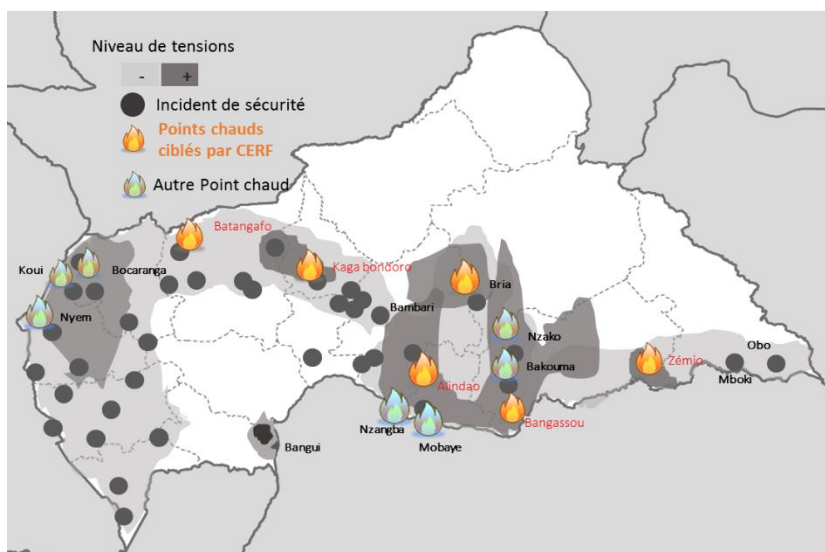 Niveau de tensions
- +
Incident de sécurité
Points chauds
ciblés par CERF
Autre Point chaud
Batangafo
Koui
Bocaranga
Kaga bondoro
Nyem
Bria
Bambari
Nzako
Obo
Bakouma
Zémio
Alindao
Mboki
Nzangba
Bangassou
Mobaye
Bangui